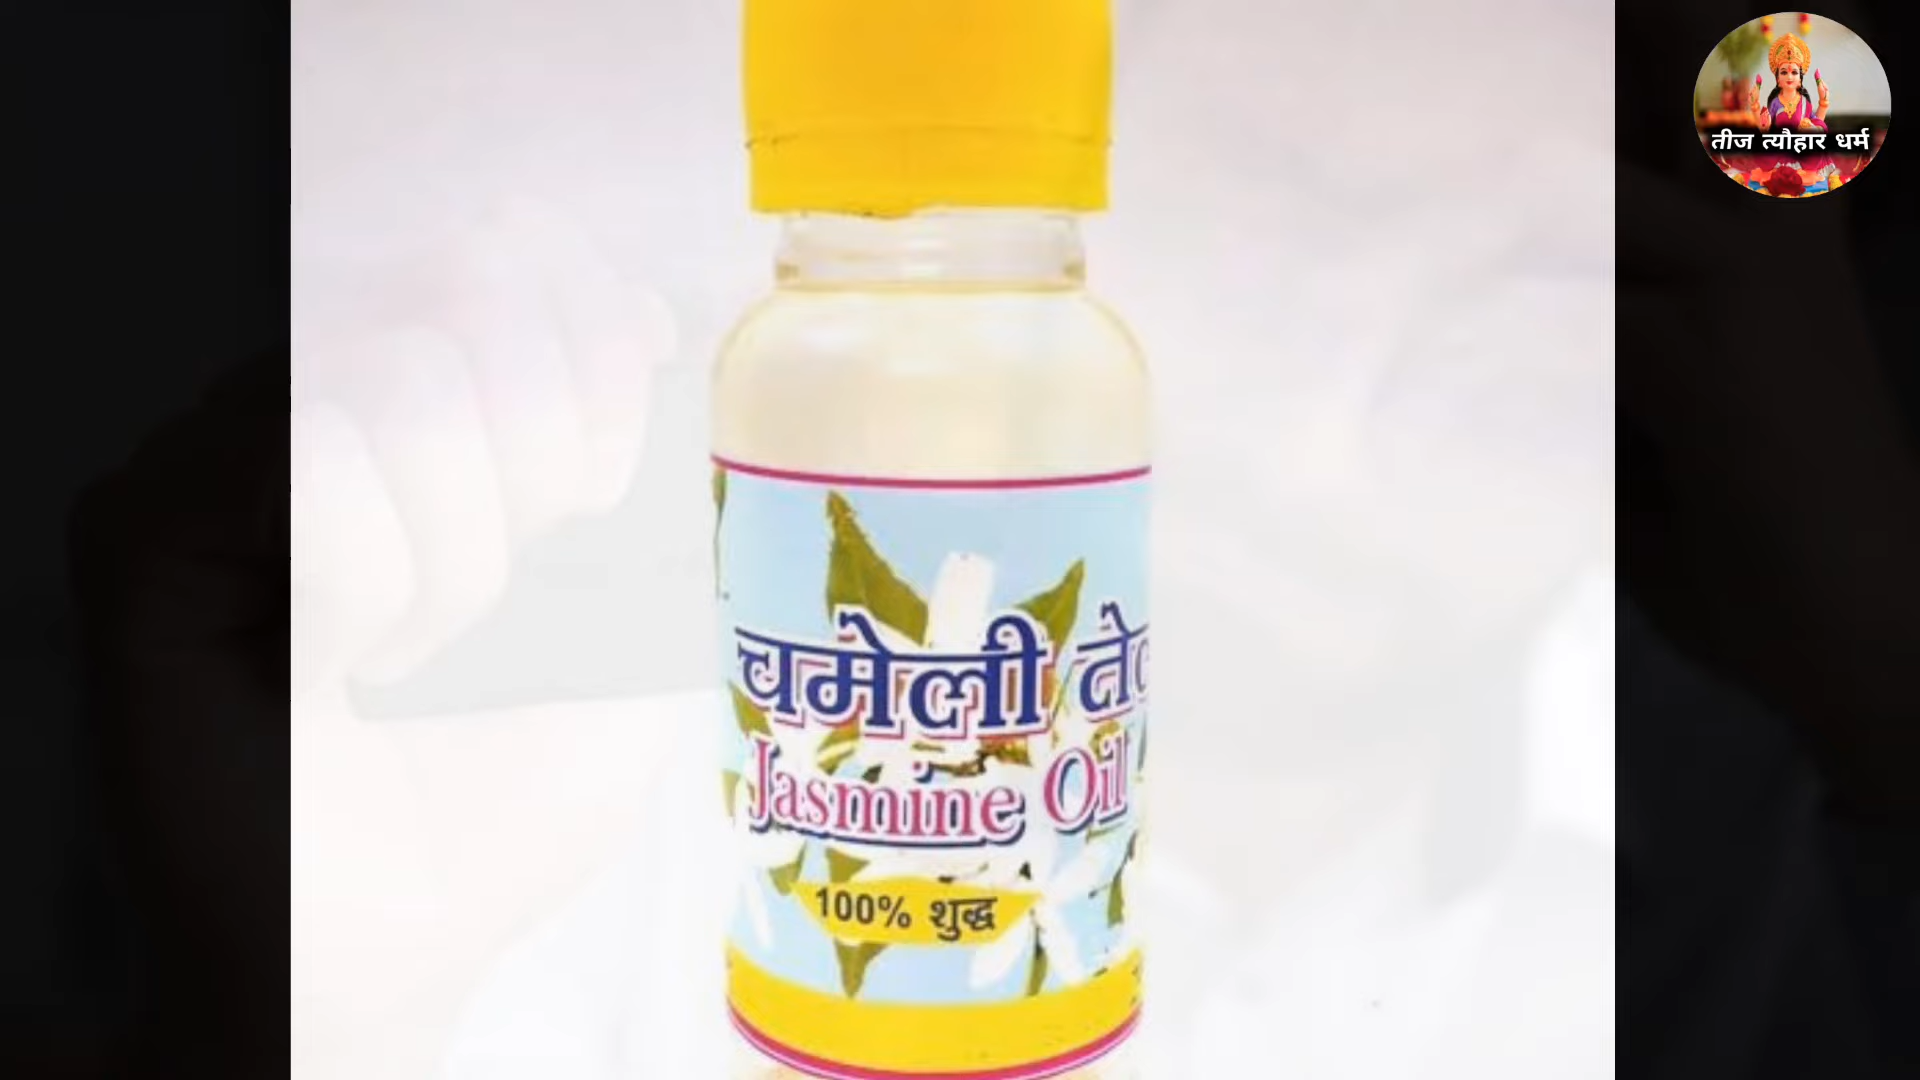 तीज त्यौहार धर्म
चमेली
Jasmine Oil
100% शुद्ध